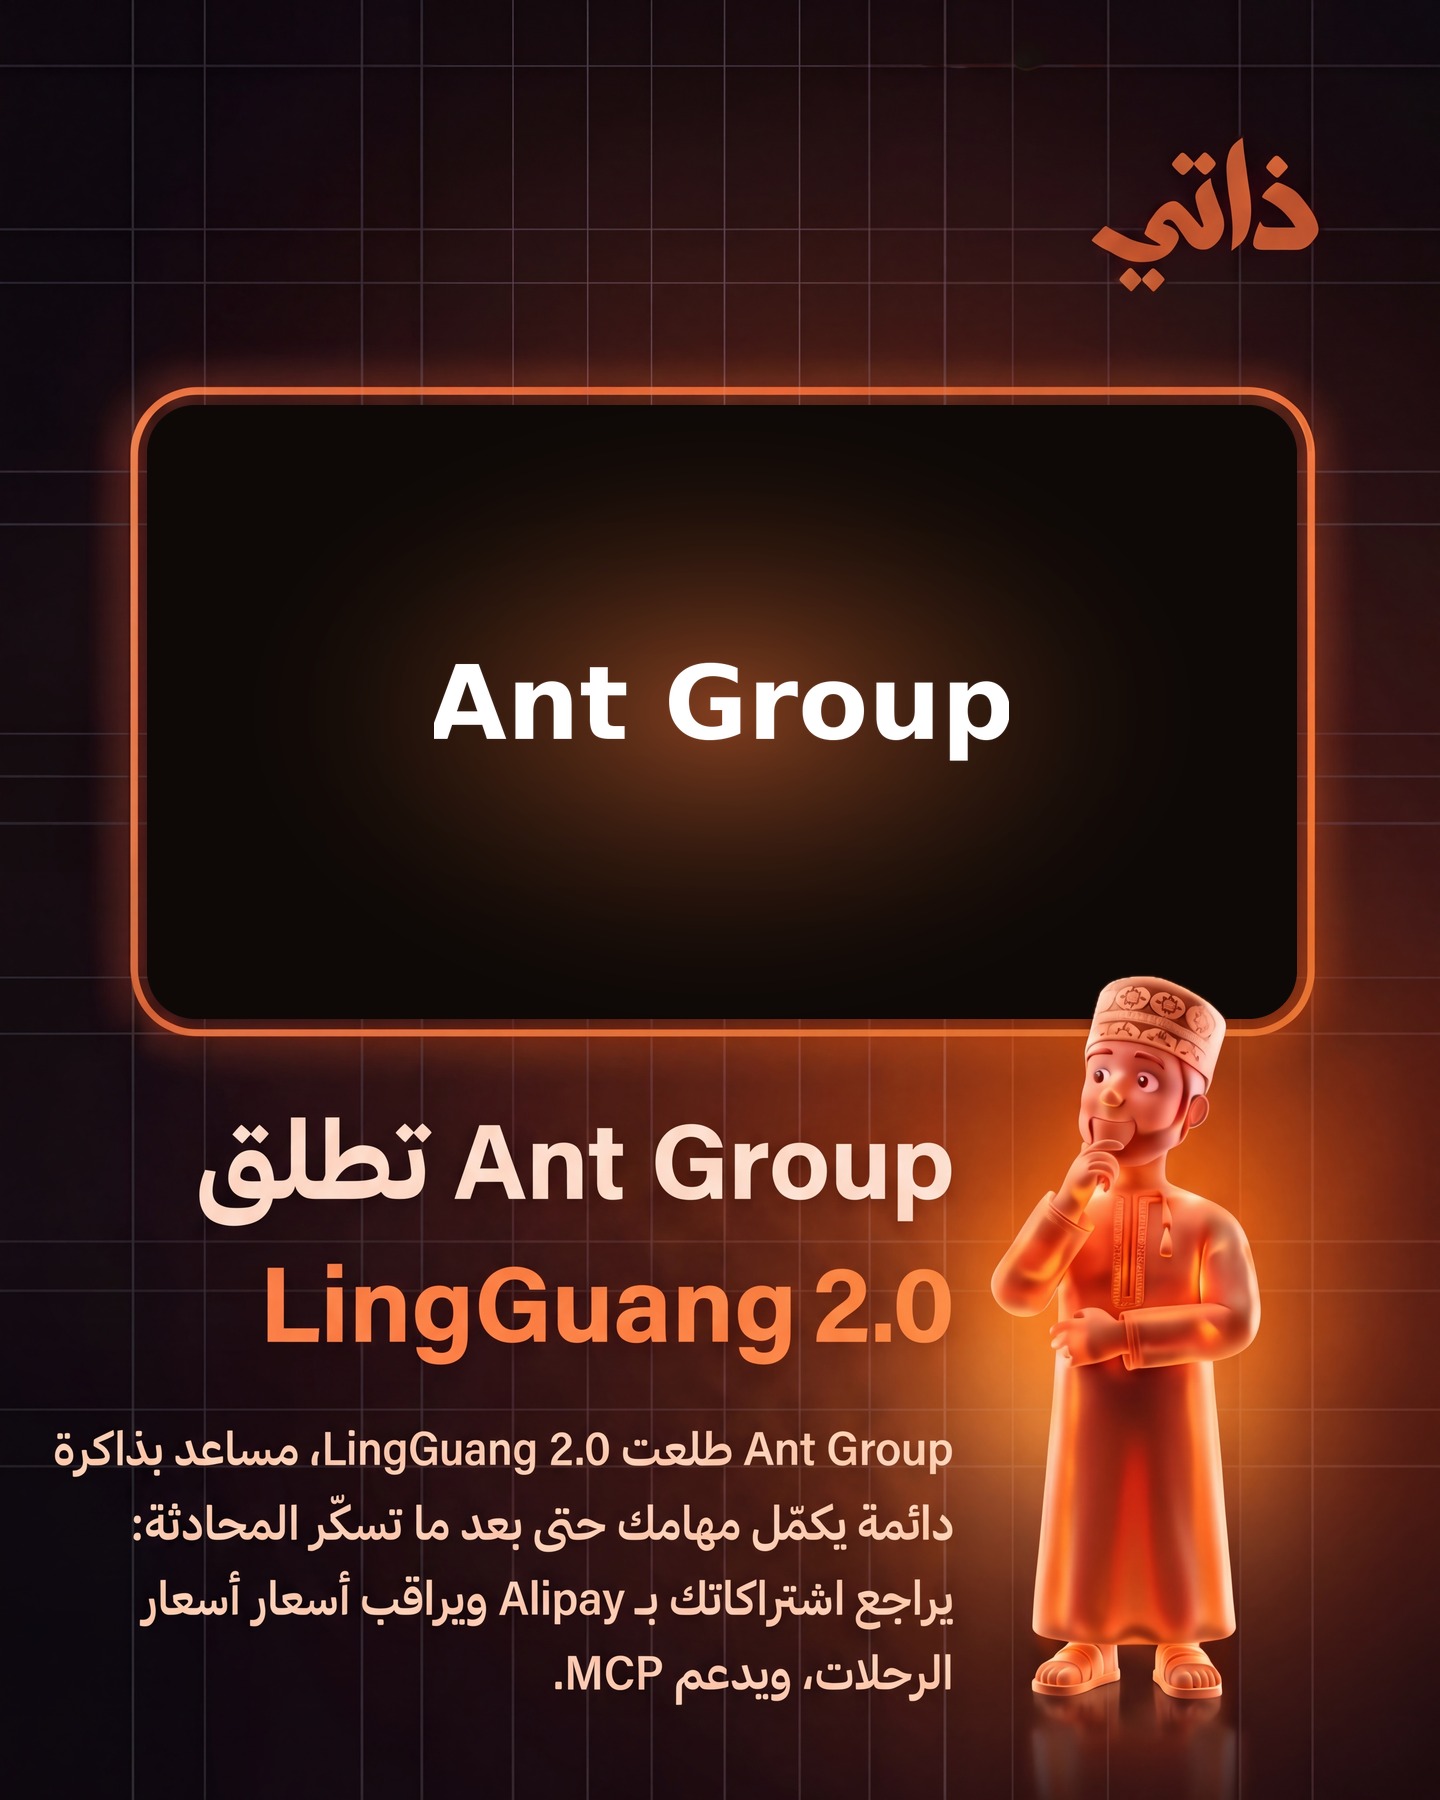 ذاتي
Ant Group
Ant Group تطلق
LingGuang 2.0
Ant Group طلعت LingGuang 2.0، مساعد بذاكرة
دائمة يكمّل مهامك حتى بعد ما تسكّر المحادثة:
يراجع اشتراكاتك بـ Alipay ويراقب أسعار أسعار
الرحلات، ويدعم MCP.